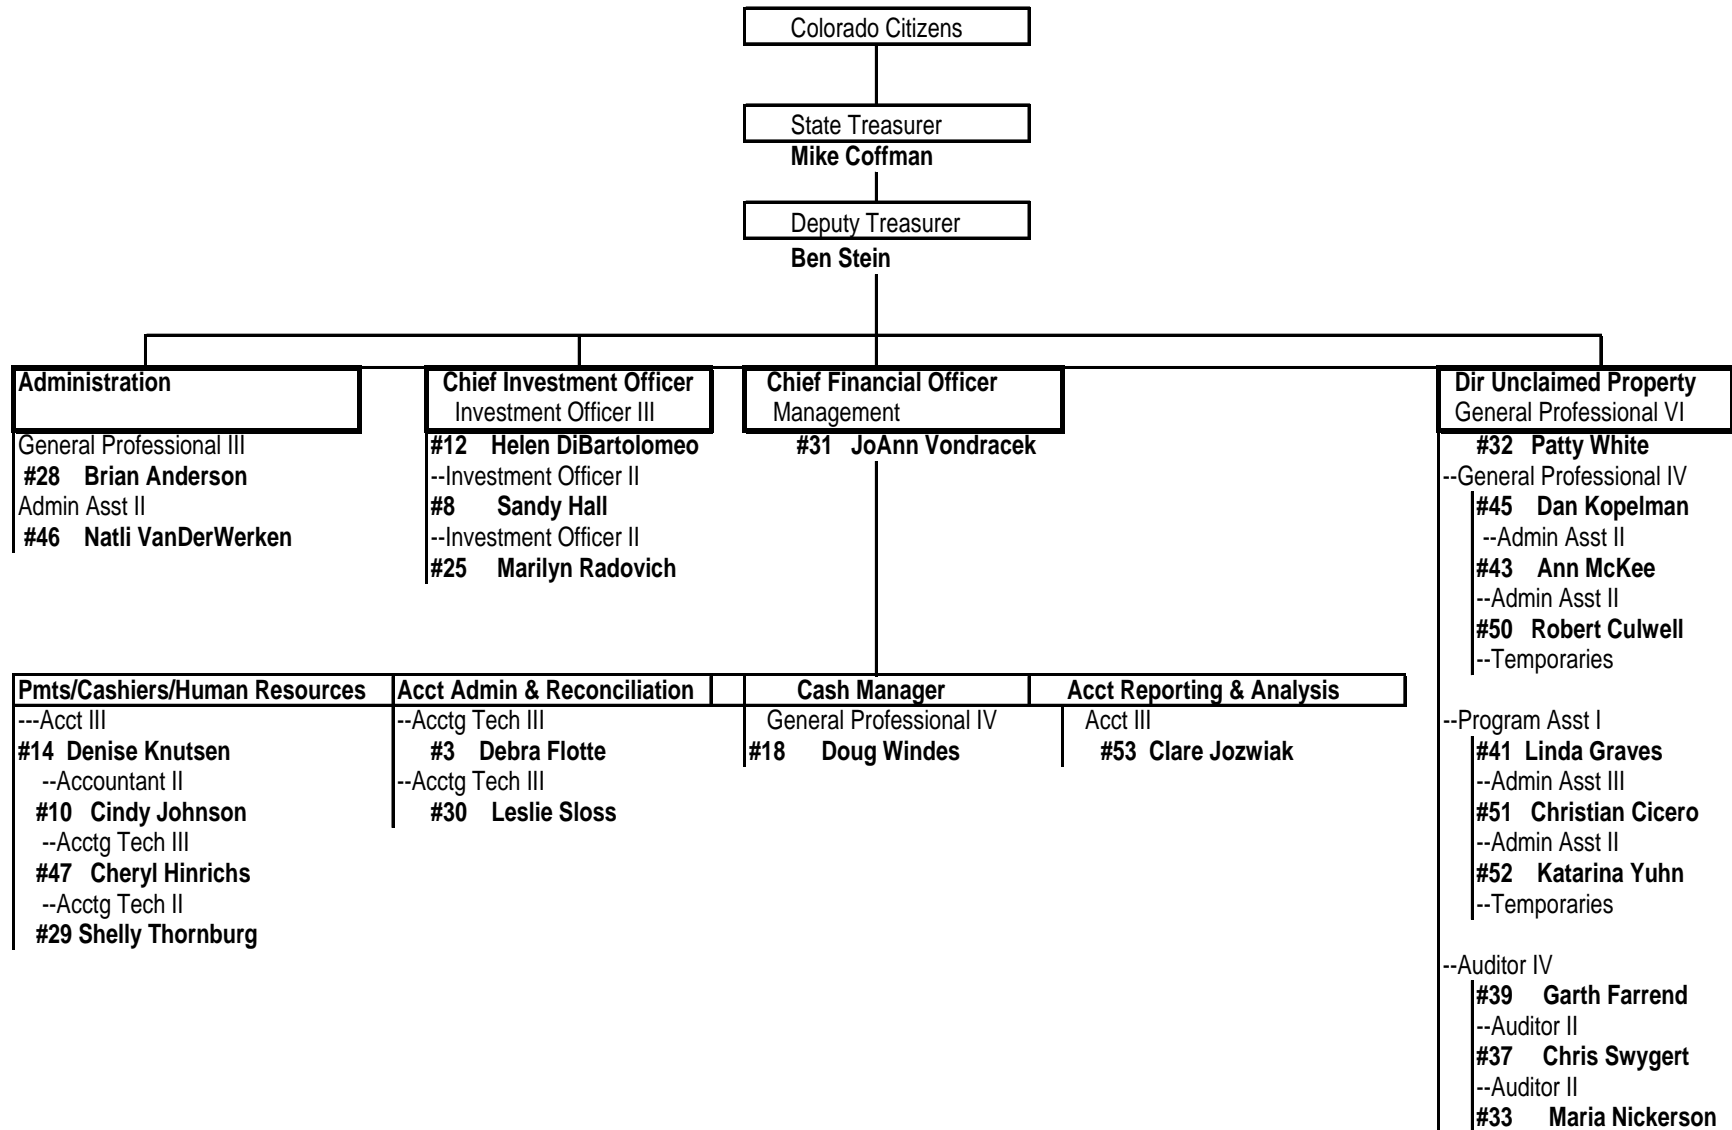 Colorado Citizens
State Treasurer
Mike Coffman
Deputy Treasurer
Ben Stein
Administration
General Professional III
#28 Brian Anderson
Admin Asst II
#46 Natli VanDerWerken
Chief Investment Officer
Investment Officer III
#12 Helen DiBartolomeo
--Investment Officer II
#8 Sandy Hall
--Investment Officer II
#25 Marilyn Radovich
Chief Financial Officer
Management
#31 JoAnn Vondracek
Dir Unclaimed Property
General Professional VI
#32 Patty White
--General Professional IV
#45 Dan Kopelman
--Admin Asst II
#43 Ann McKee
--Admin Asst II
#50 Robert Culwell
--Temporaries
--Program Asst I
#41 Linda Graves
--Admin Asst III
#51 Christian Cicero
--Admin Asst II
#52 Katarina Yuhn
--Temporaries
--Auditor IV
#39 Garth Farrend
--Auditor II
#37 Chris Swygert
--Auditor II
#33 Maria Nickerson
Pmts/Cashiers/Human Resources
---Acct III
#14 Denise Knutsen
--Accountant II
#10 Cindy Johnson
--Acctg Tech III
#47 Cheryl Hinrichs
--Acctg Tech II
#29 Shelly Thornburg
Acct Admin & Reconciliation
--Acctg Tech III
#3 Debra Flotte
--Acctg Tech III
#30 Leslie Sloss
Cash Manager
General Professional IV
#18 Doug Windes
Acct Reporting & Analysis
Acct III
#53 Clare Jozwiak